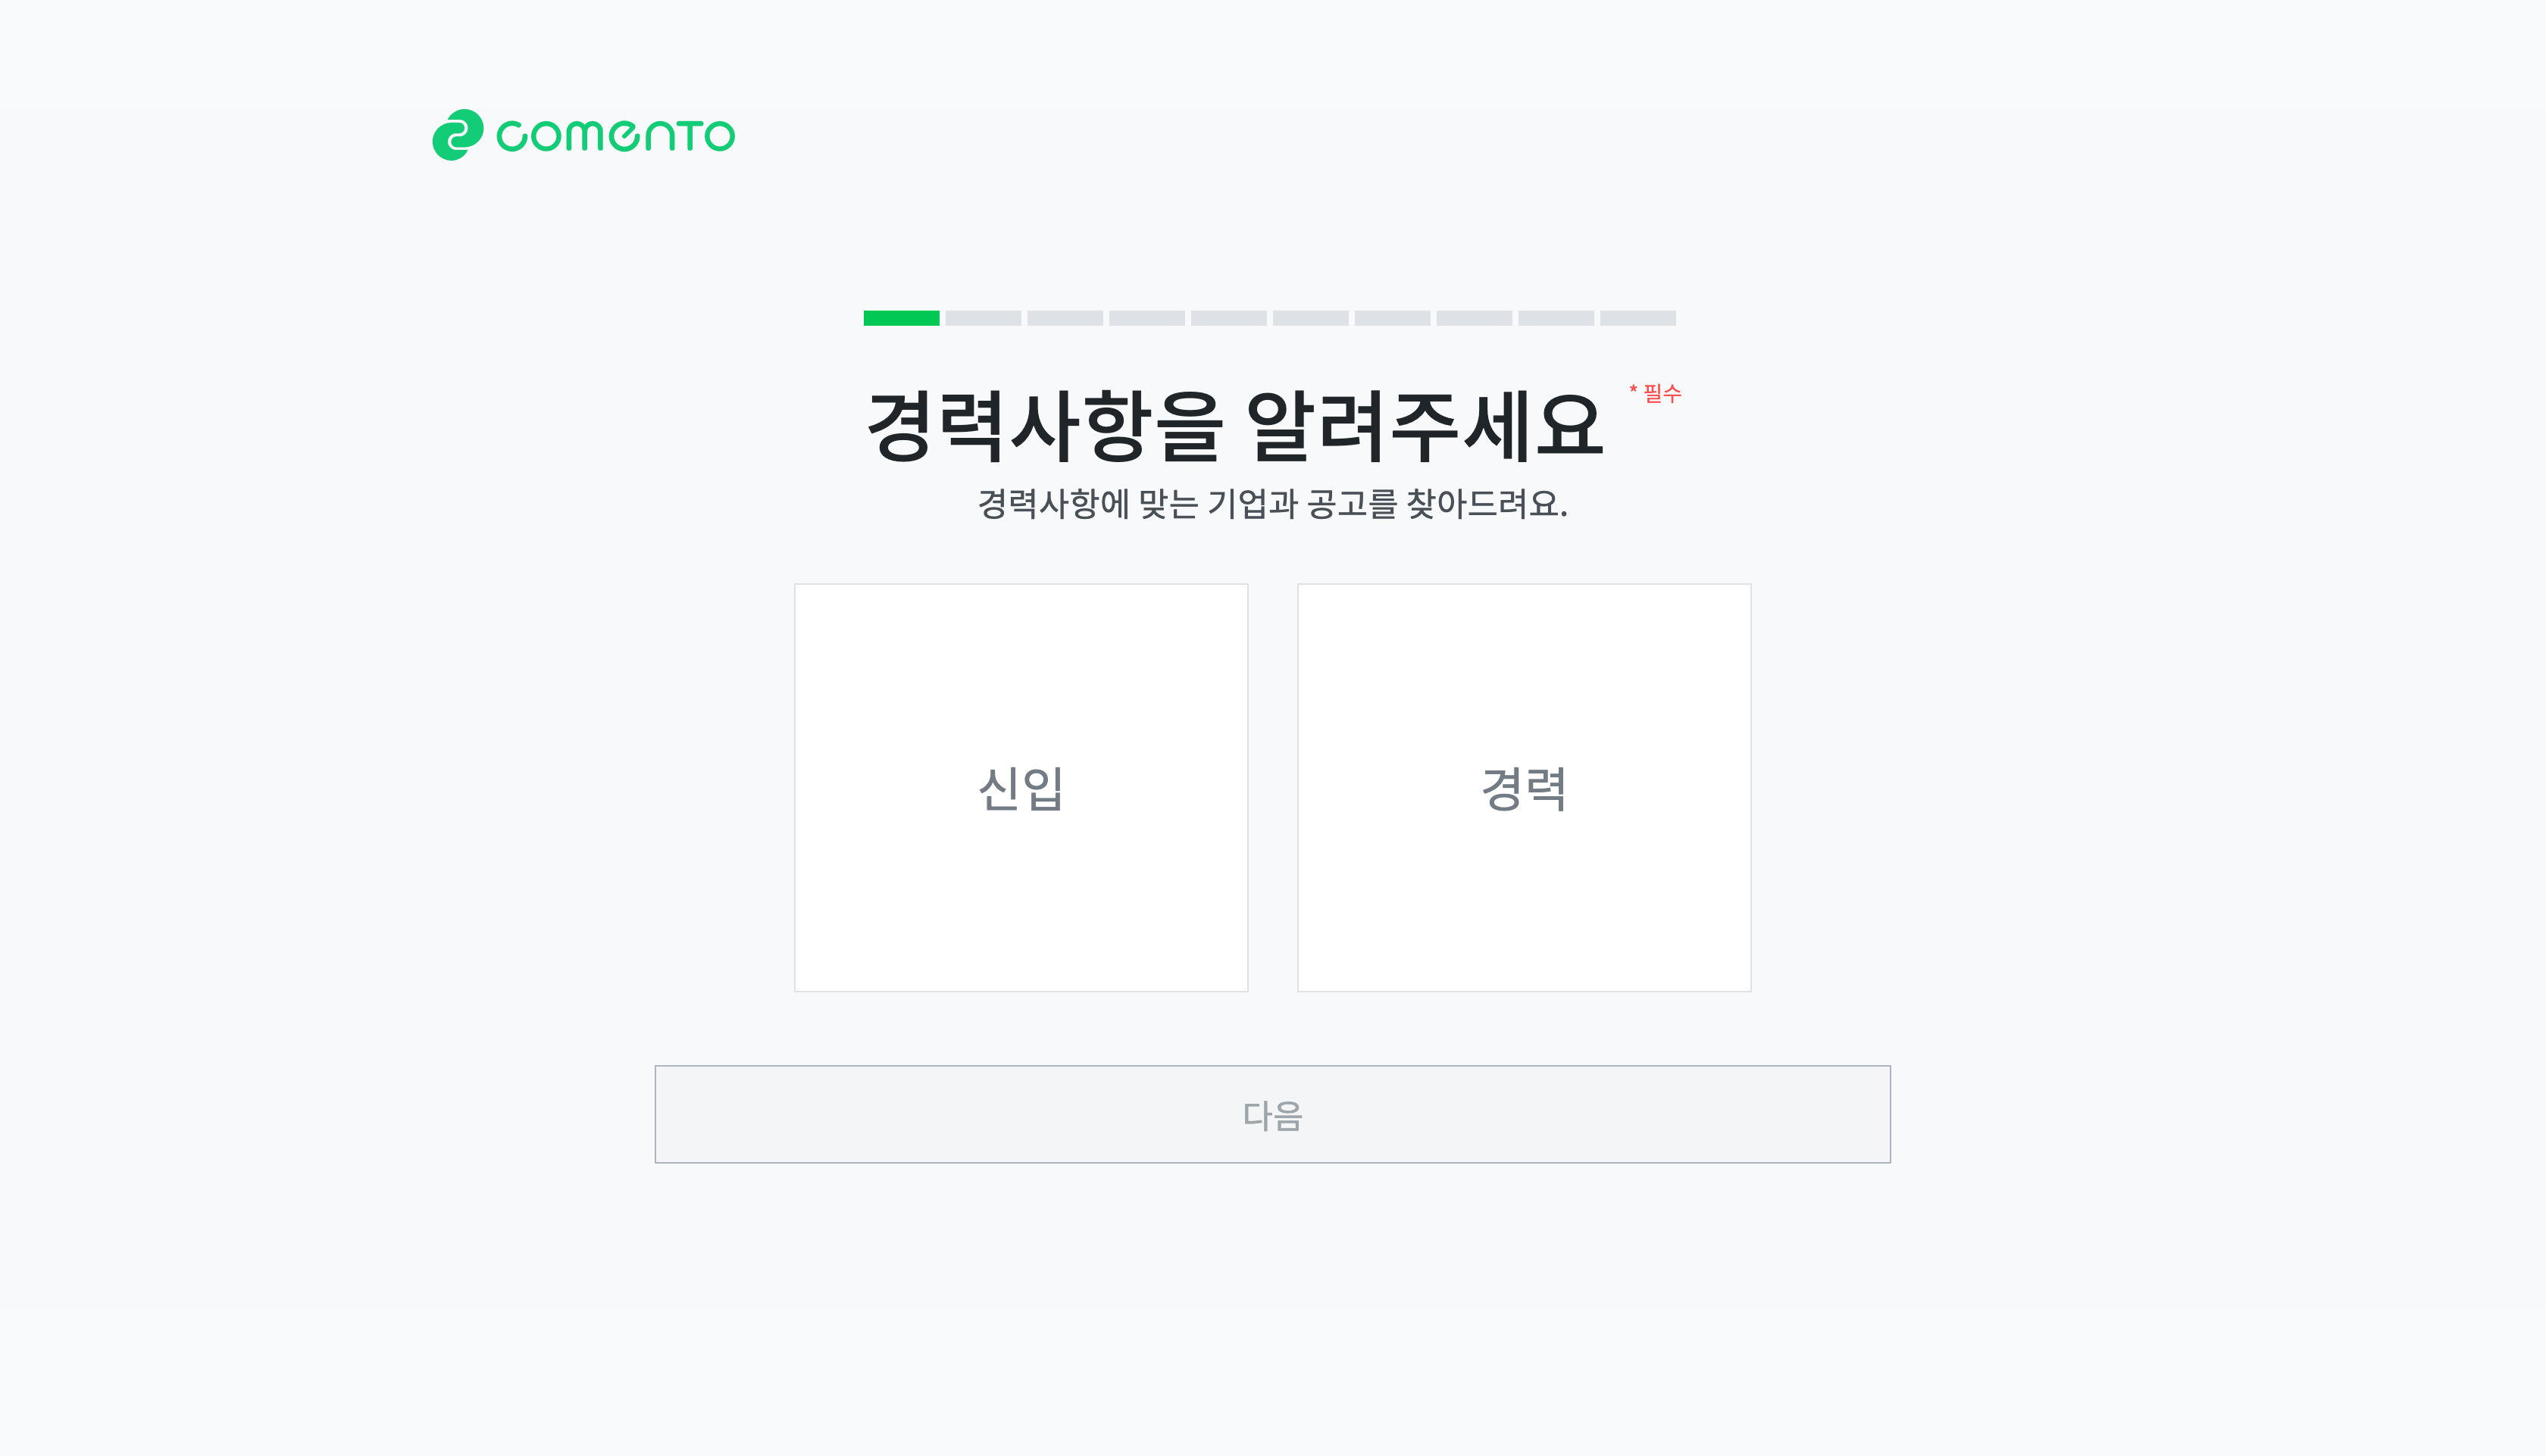 comento
경력사항을 알려주세요 * 필수
경력사항에 맞는 기업과 공고를 찾아드려요.
신입
경력
다음